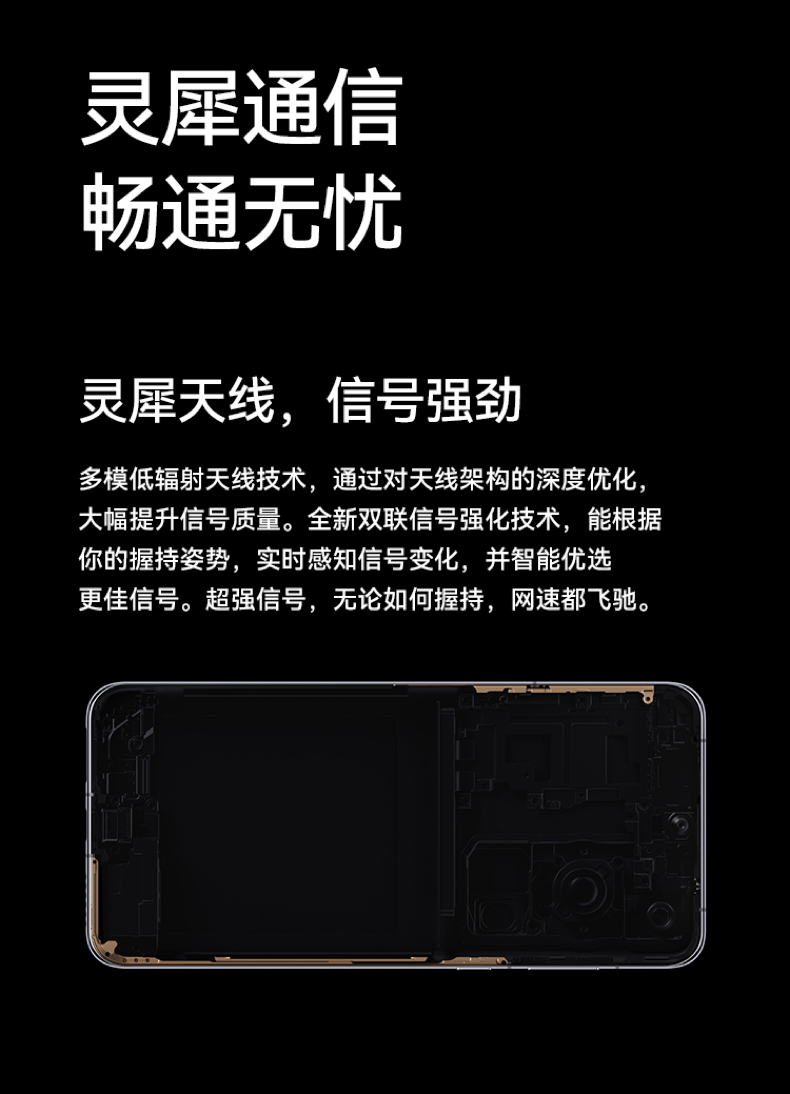 灵犀通信
畅通无忧
灵犀天线，信号强劲
多模低辐射天线技术，通过对天线架构的深度优化，
大幅提升信号质量。全新双联信号强化技术，能根据
你的握持姿势，实时感知信号变化，并智能优选
更佳信号。超强信号，无论如何握持，网速都飞驰。